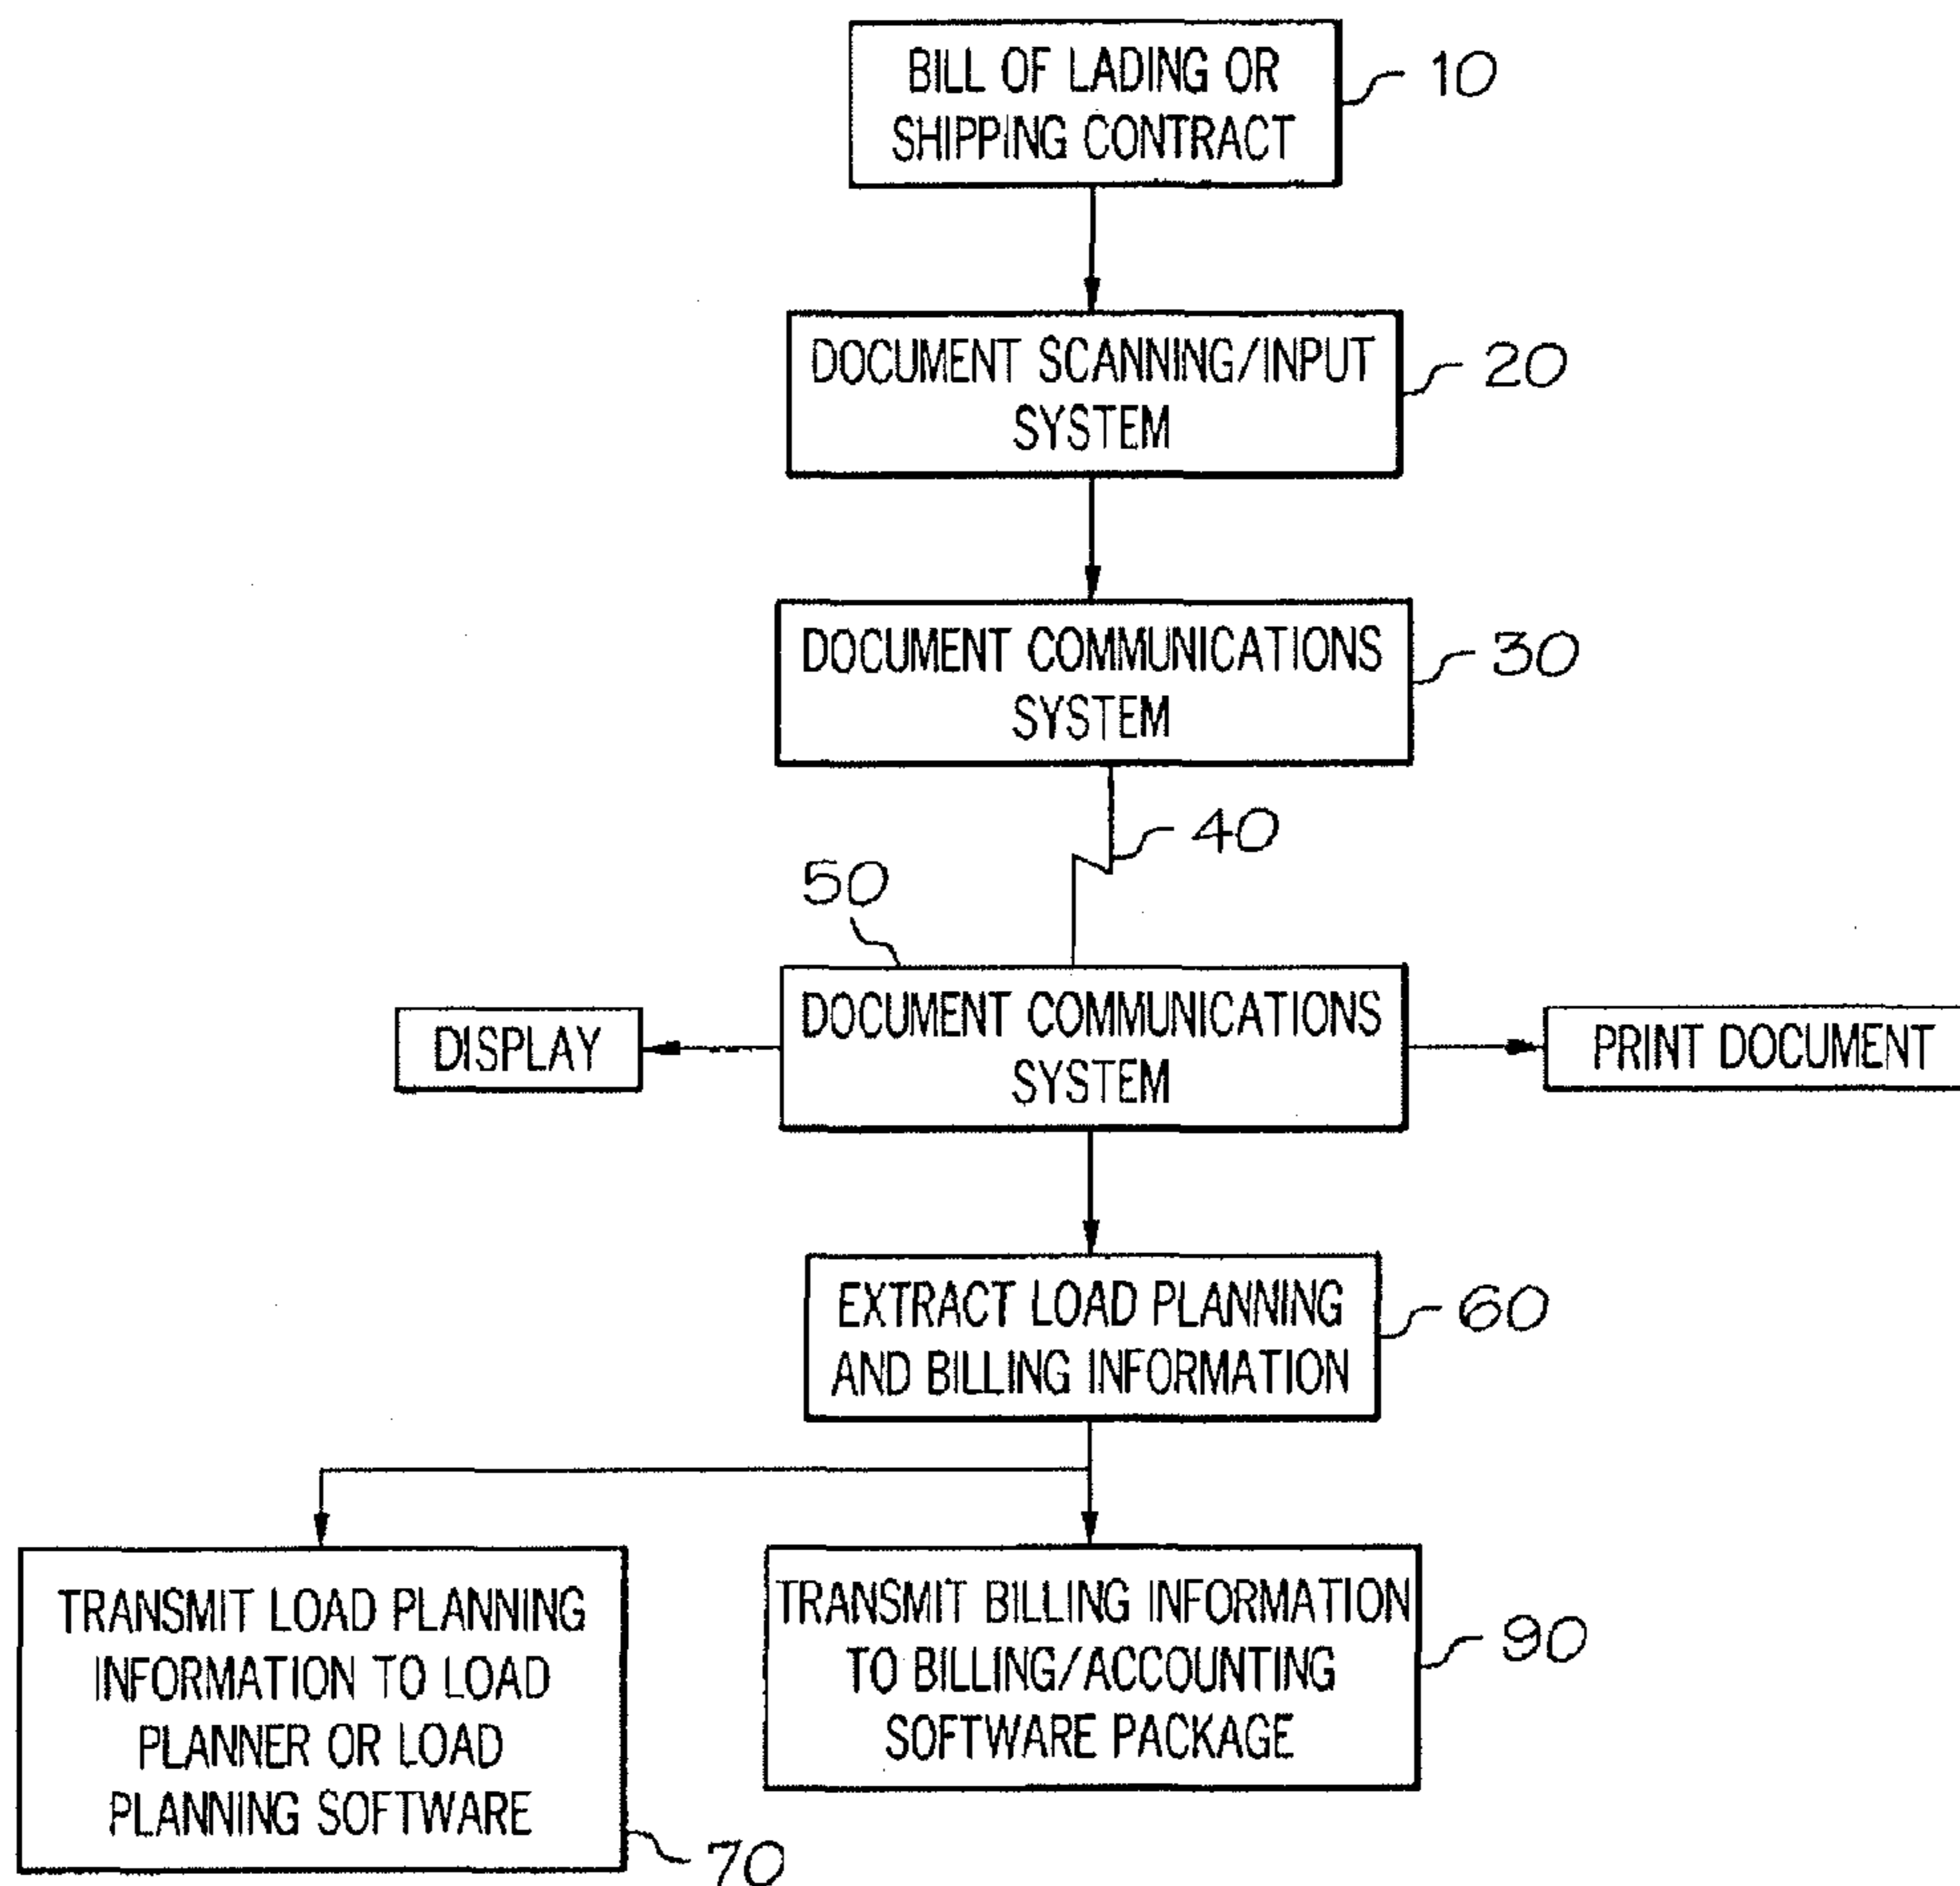 BILL OF LADING OR
SHIPPING CONTRACT
10
DOCUMENT SCANNING/INPUT
SYSTEM
20
DOCUMENT COMMUNICATIONS
SYSTEM
30
40
50
DOCUMENT COMMUNICATIONS
SYSTEM
DISPLAY
PRINT DOCUMENT
EXTRACT LOAD PLANNING
AND BILLING INFORMATION
60
TRANSMIT LOAD PLANNING
INFORMATION TO LOAD
PLANNER OR LOAD
PLANNING SOFTWARE
70
TRANSMIT BILLING INFORMATION
TO BILLING/ACCOUNTING
SOFTWARE PACKAGE
90